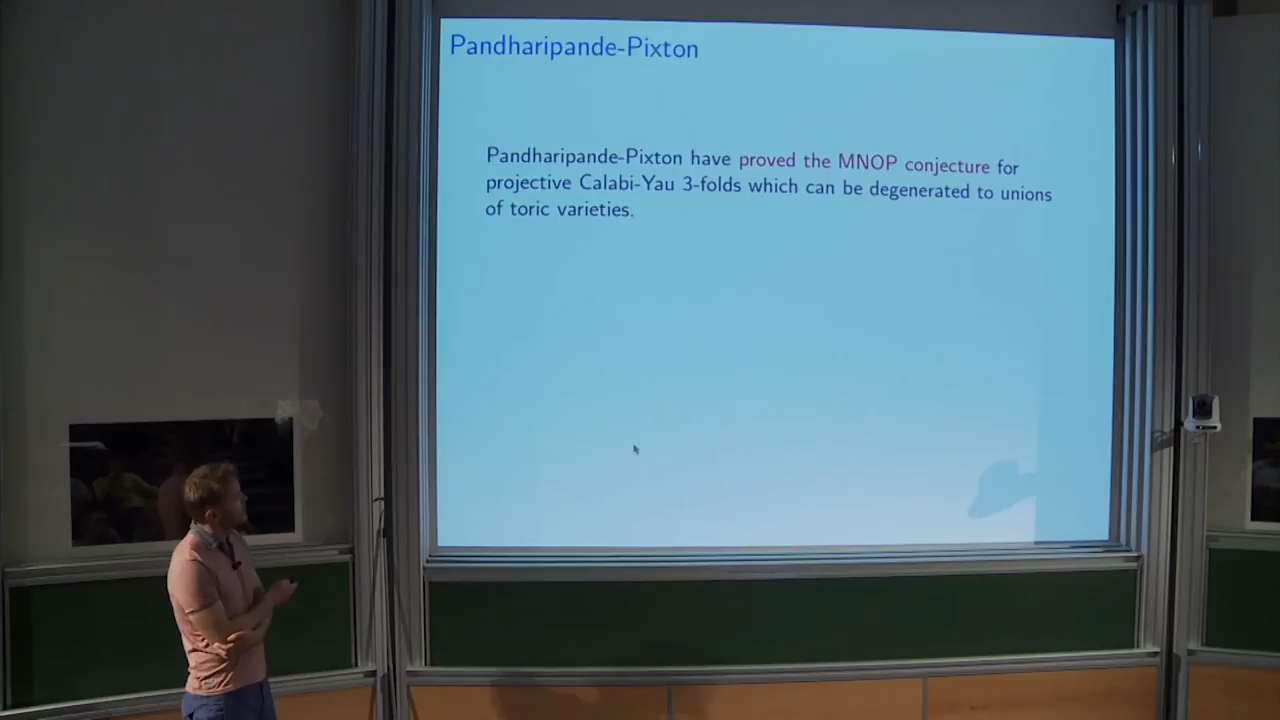 Pandharipande-Pixton
Pandharipande-Pixton have proved the MNOP conjecture for
projective Calabi-Yau 3-folds which can be degenerated to unions
of toric varieties.